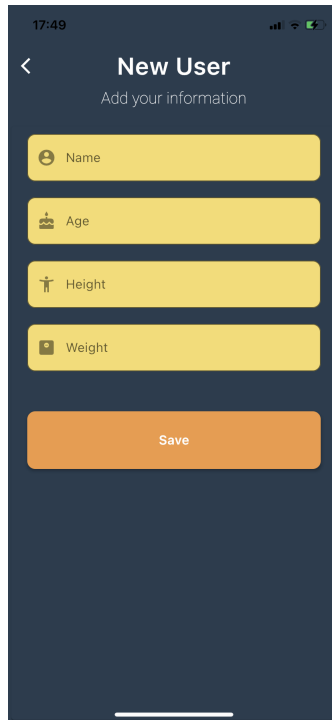 17:49
New User
Add your information
Name
Age
Height
Weight
Save